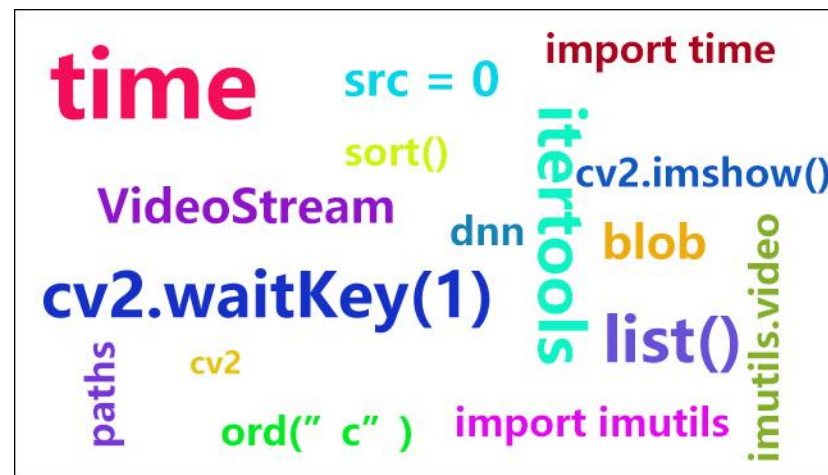 time
src = 0
import time
sort()
itertools
cv2.imshow()
VideoStream
dnn
blob
imutils.video
cv2.waitKey(1)
list()
paths
cv2
ord(”c”)
import imutils